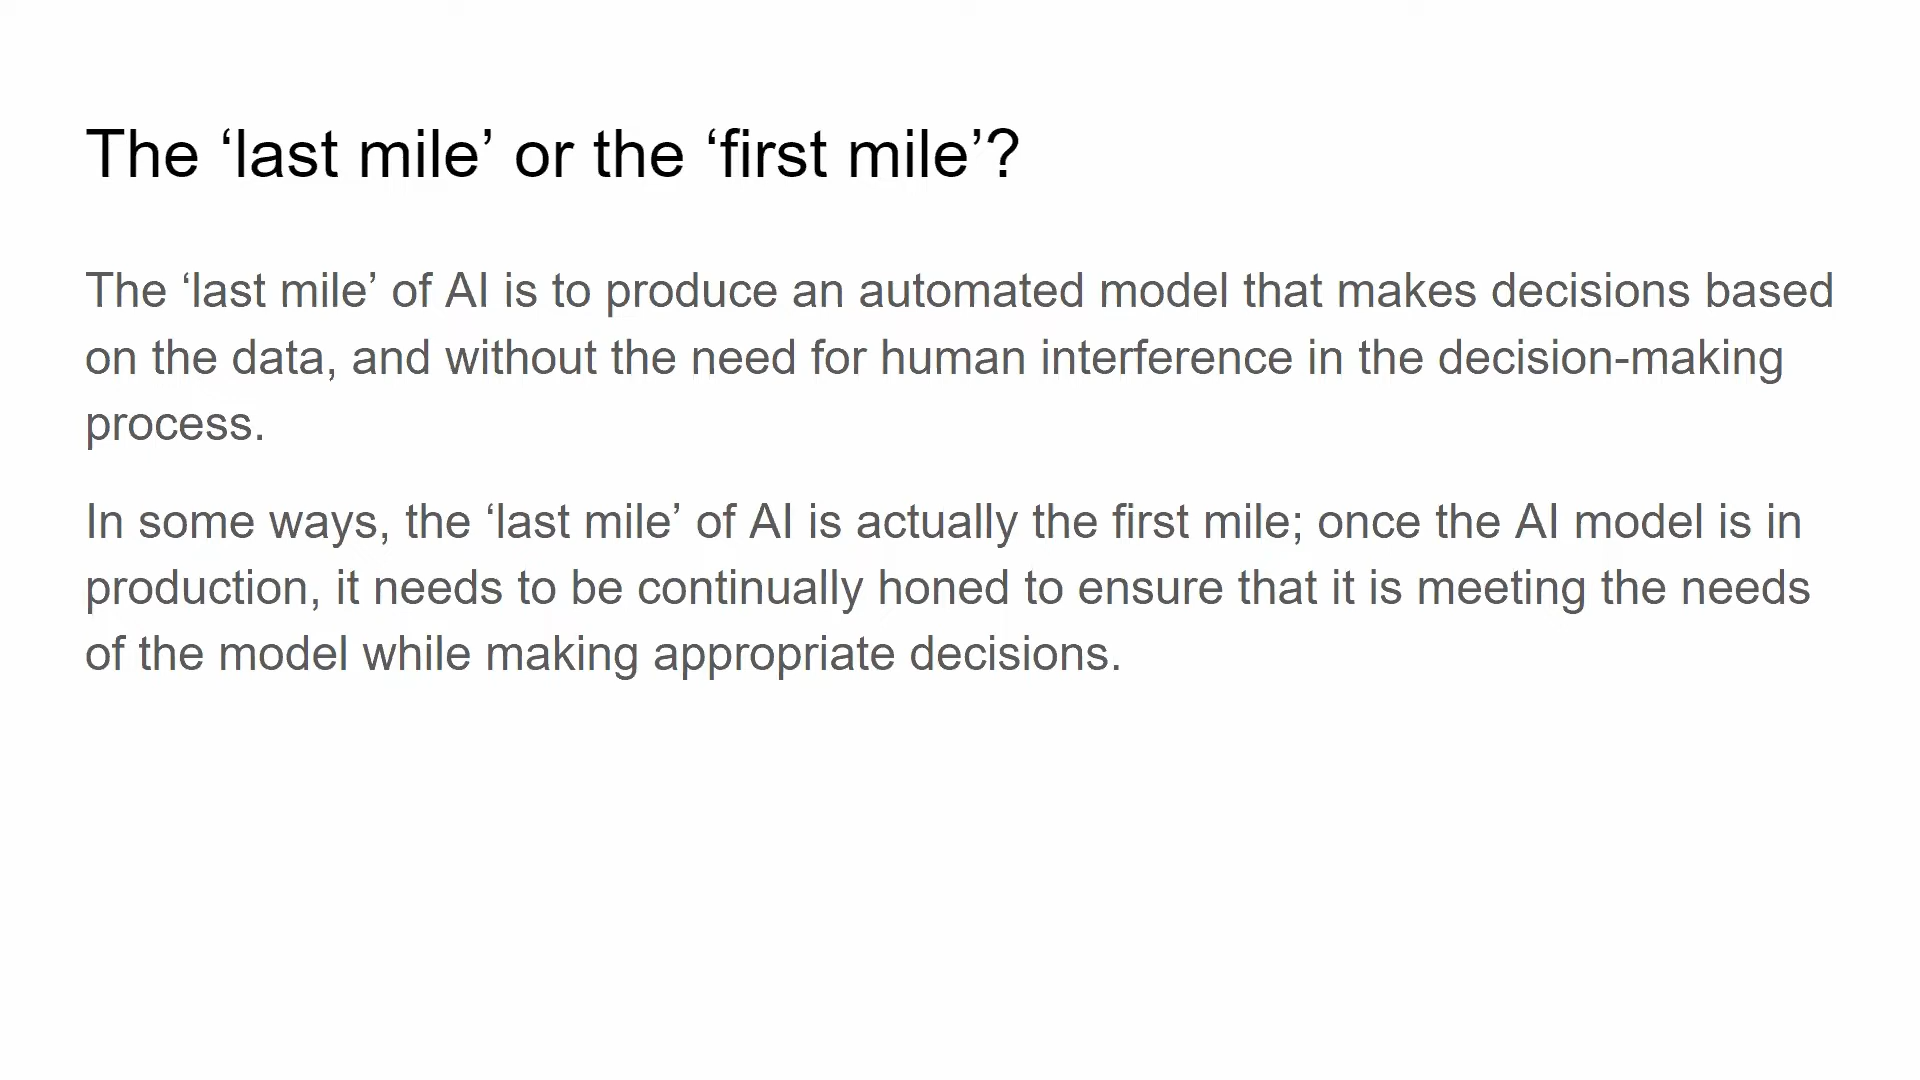 The ‘last mile’ or the ‘first mile’?
The ‘last mile’ of AI is to produce an automated model that makes decisions based
on the data, and without the need for human interference in the decision-making
process.
In some ways, the ‘last mile’ of AI is actually the first mile; once the AI model is in
production, it needs to be continually honed to ensure that it is meeting the needs
of the model while making appropriate decisions.